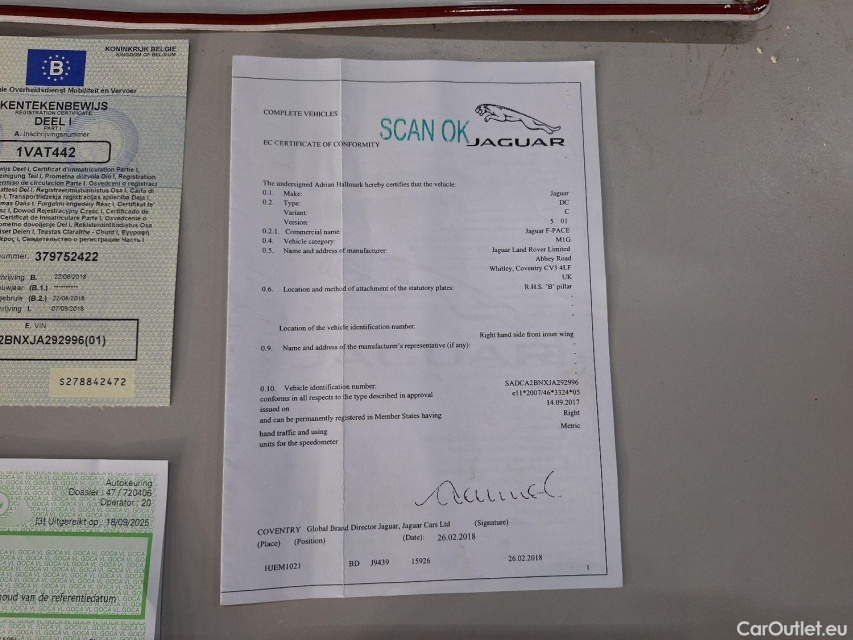 KONINKRIJK BELGIE
KINGDOM OF BELGIUM
B
Overheidsdienst Mobiliteit en Vervoer
KENTEKENBEWIJS
REGISTRATION CERTIFICATE
DEEL I
PART I
A. Inschrijvingsnummer
1VAT442
379752422
B. 22/08/2018
(B.1)
(B.2) 22/08/2018
I. 07/09/2018
E. VIN
2BNXJA292996(01)
S278842472
Autokeuring
Dossier : 47/720406
Operator : 20
Uitgereikt op : 18/09/2025
van de referentiedatum
COMPLETE VEHICLES
SCAN OK
JAGUAR
EC CERTIFICATE OF CONFORMITY
The undersigned Adrian Hallmark hereby certifies that the vehicle:
0.1. Make: Jaguar
0.2. Type: DC
Variant: C
Version: 5 01
0.2.1. Commercial name: Jaguar F-PACE
0.4. Vehicle category: M1G
0.5. Name and address of manufacturer: Jaguar Land Rover Limited
Abbey Road
Whitley, Coventry CV3 4LF
UK
0.6. Location and method of attachment of the statutory plates: R.H.S. 'B' pillar
Location of the vehicle identification number: Right hand side front inner wing
0.9. Name and address of the manufacturer's representative (if any):
0.10. Vehicle identification number: SADCA2BNXJA292996
conforms in all respects to the type described in approval e11*2007/46*3324*05
issued on 14.09.2017
and can be permanently registered in Member States having Right
hand traffic and using Metric
units for the speedometer
COVENTRY Global Brand Director Jaguar, Jaguar Cars Ltd (Signature)
(Place) (Position) (Date): 26.02.2018
HJEM1021 BD J9439 15926 26.02.2018
1
CarOutlet.eu